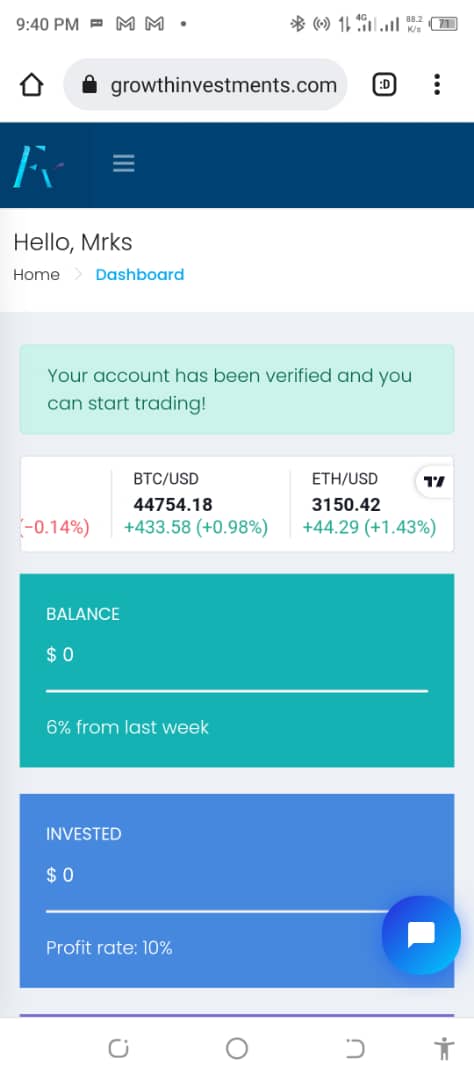 9:40 PM
4G
88.2
K/s
71
growthinvestments.com
:D
Hello, Mrks
Home > Dashboard
Your account has been verified and you
can start trading!
BTC/USD
ETH/USD
44754.18
3150.42
(-0.14%)
+433.58 (+0.98%)
+44.29 (+1.43%)
BALANCE
$ 0
6% from last week
INVESTED
$ 0
Profit rate: 10%